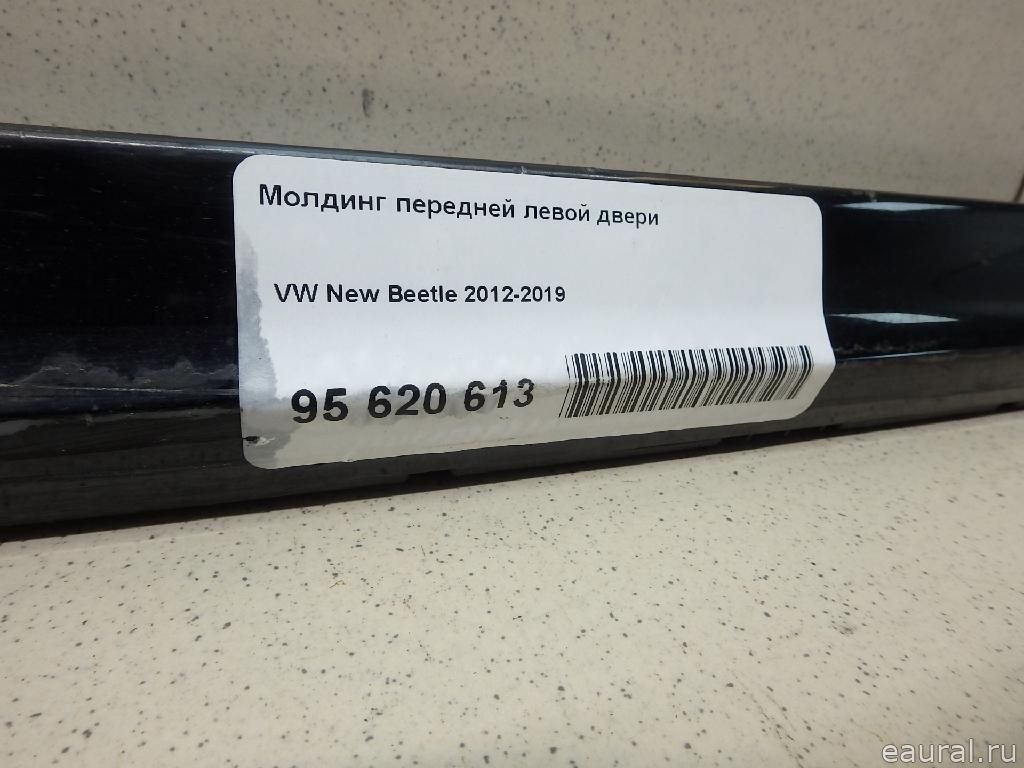 Молдинг передней левой двери
VW New Beetle 2012-2019
95 620 613
eaural.ru